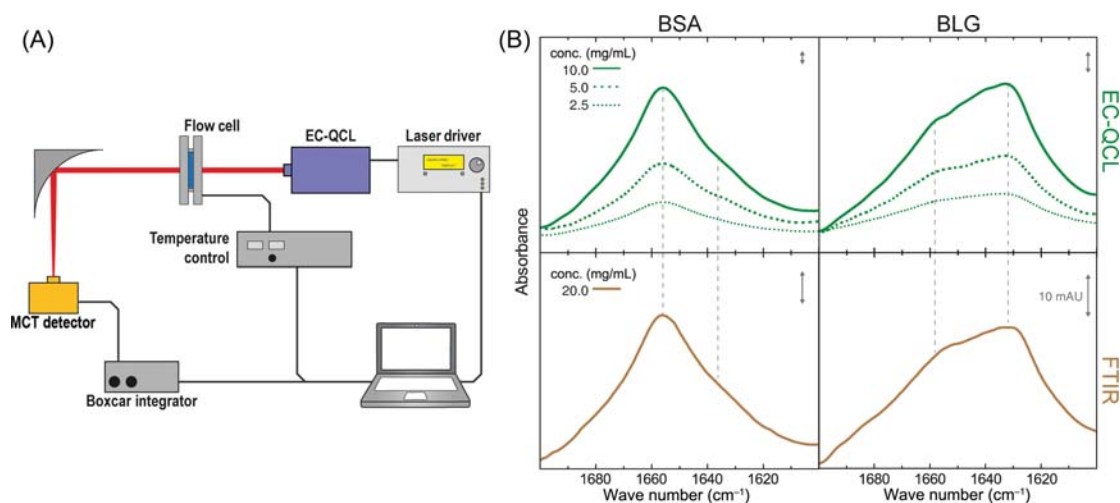 (A)
Flow cell
EC-QCL
Laser driver
Temperature
control
MCT detector
Boxcar integrator
(B)
BSA
BLG
conc. (mg/mL)
10.0
5.0
2.5
EC-QCL
Absorbance
conc. (mg/mL)
20.0
10 mAU
FTIR
1680
1660
1640
1620
1680
1660
1640
1620
Wave number (cm⁻¹)
Wave number (cm⁻¹)